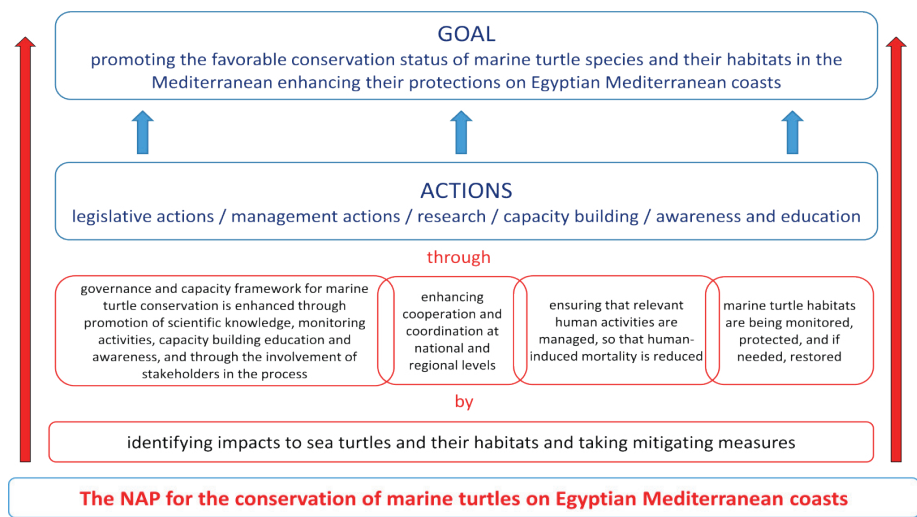 GOAL
promoting the favorable conservation status of marine turtle species and their habitats in the
Mediterranean enhancing their protections on Egyptian Mediterranean coasts
ACTIONS
legislative actions / management actions / research / capacity building / awareness and education
through
governance and capacity framework for marine
turtle conservation is enhanced through
promotion of scientific knowledge, monitoring
activities, capacity building education and
awareness, and through the involvement of
stakeholders in the process
enhancing
cooperation and
coordination at
national and
regional levels
ensuring that relevant
human activities are
managed, so that human-
induced mortality is reduced
marine turtle habitats
are being monitored,
protected, and if
needed, restored
by
identifying impacts to sea turtles and their habitats and taking mitigating measures
The NAP for the conservation of marine turtles on Egyptian Mediterranean coasts